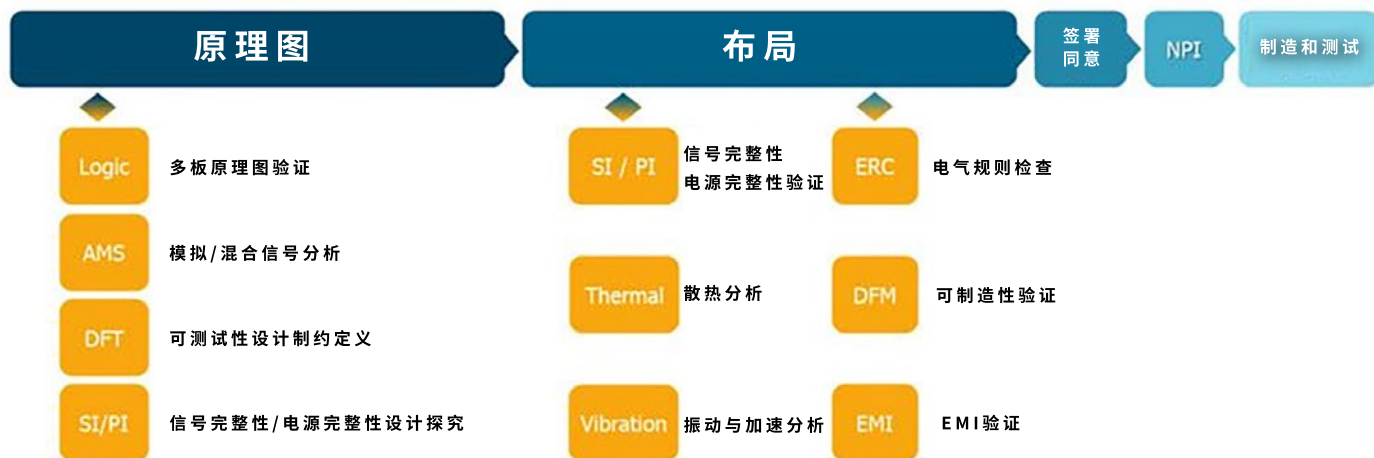 原理图
布局
签署
同意
NPI
制造和测试
Logic
多板原理图验证
AMS
模拟/混合信号分析
DFT
可测试性设计制约定义
SI/PI
信号完整性/电源完整性设计探究
SI / PI
信号完整性
电源完整性验证
Thermal
散热分析
Vibration
振动与加速分析
ERC
电气规则检查
DFM
可制造性验证
EMI
EMI验证